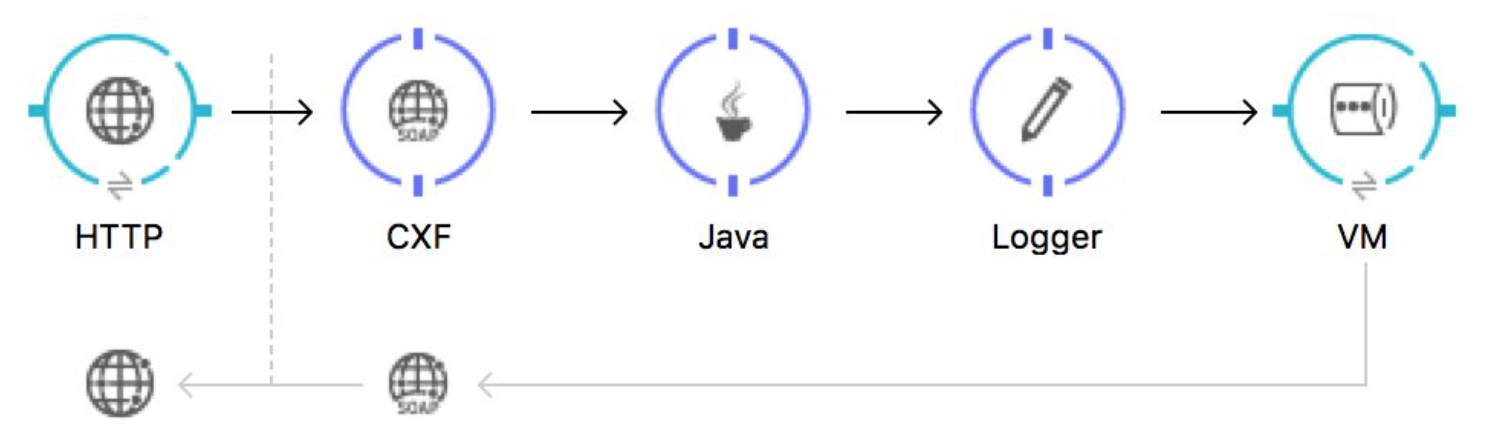 SOAP
HTTP
CXF
Java
Logger
VM
SOAP